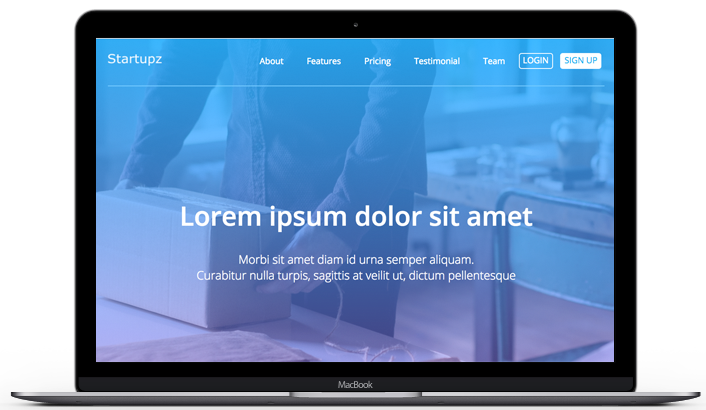 Startupz
About Features Pricing Testimonial Team LOGIN SIGN UP
Lorem ipsum dolor sit amet
Morbi sit amet diam id urna semper aliquam.
Curabitur nulla turpis, sagittis at veilit ut, dictum pellentesque
MacBook